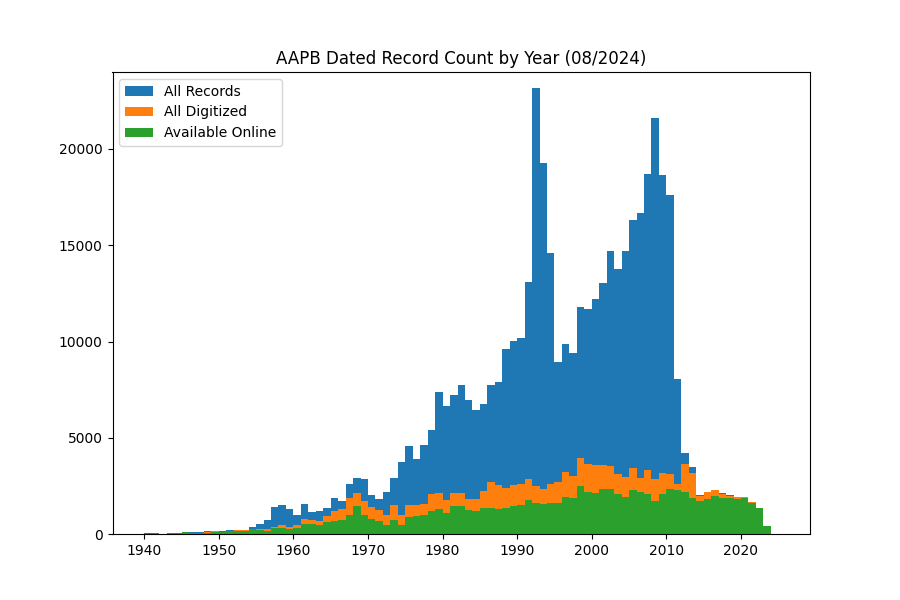 AAPB Dated Record Count by Year (08/2024)
All Records
All Digitized
Available Online
20000
15000
10000
5000
0
1940 1950 1960 1970 1980 1990 2000 2010 2020